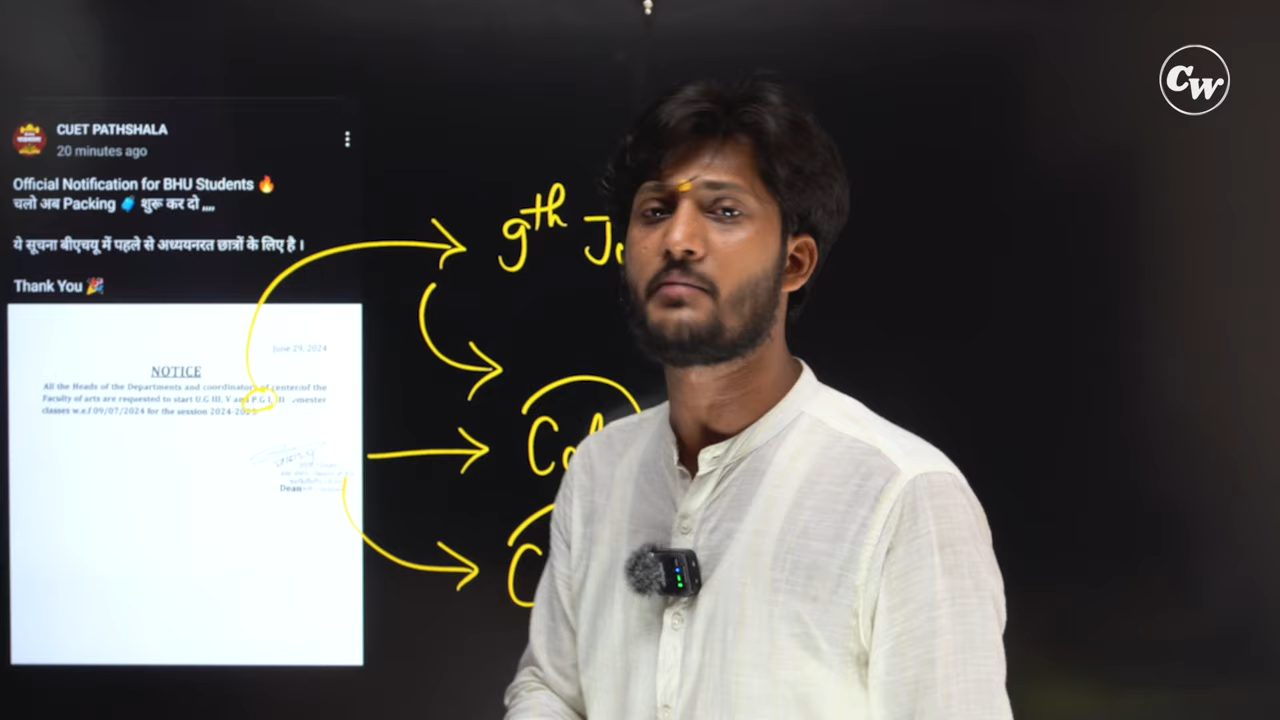 CW
CUET PATHSHALA
20 minutes ago
Official Notification for BHU Students 🔥
चलो अब Packing 🧳 शुरू कर दो ,,,,
ये सूचना बीएचयू में पहले से अध्ययनरत छात्रों के लिए है ।
Thank You 🎉
June 29, 2024
NOTICE
All the Heads of the Departments and coordinators of center of the
Faculty of arts are requested to start U.G III, V and P.G
classes w.e.f 09/07/2024 for the session 2024-2025
Dean
9th